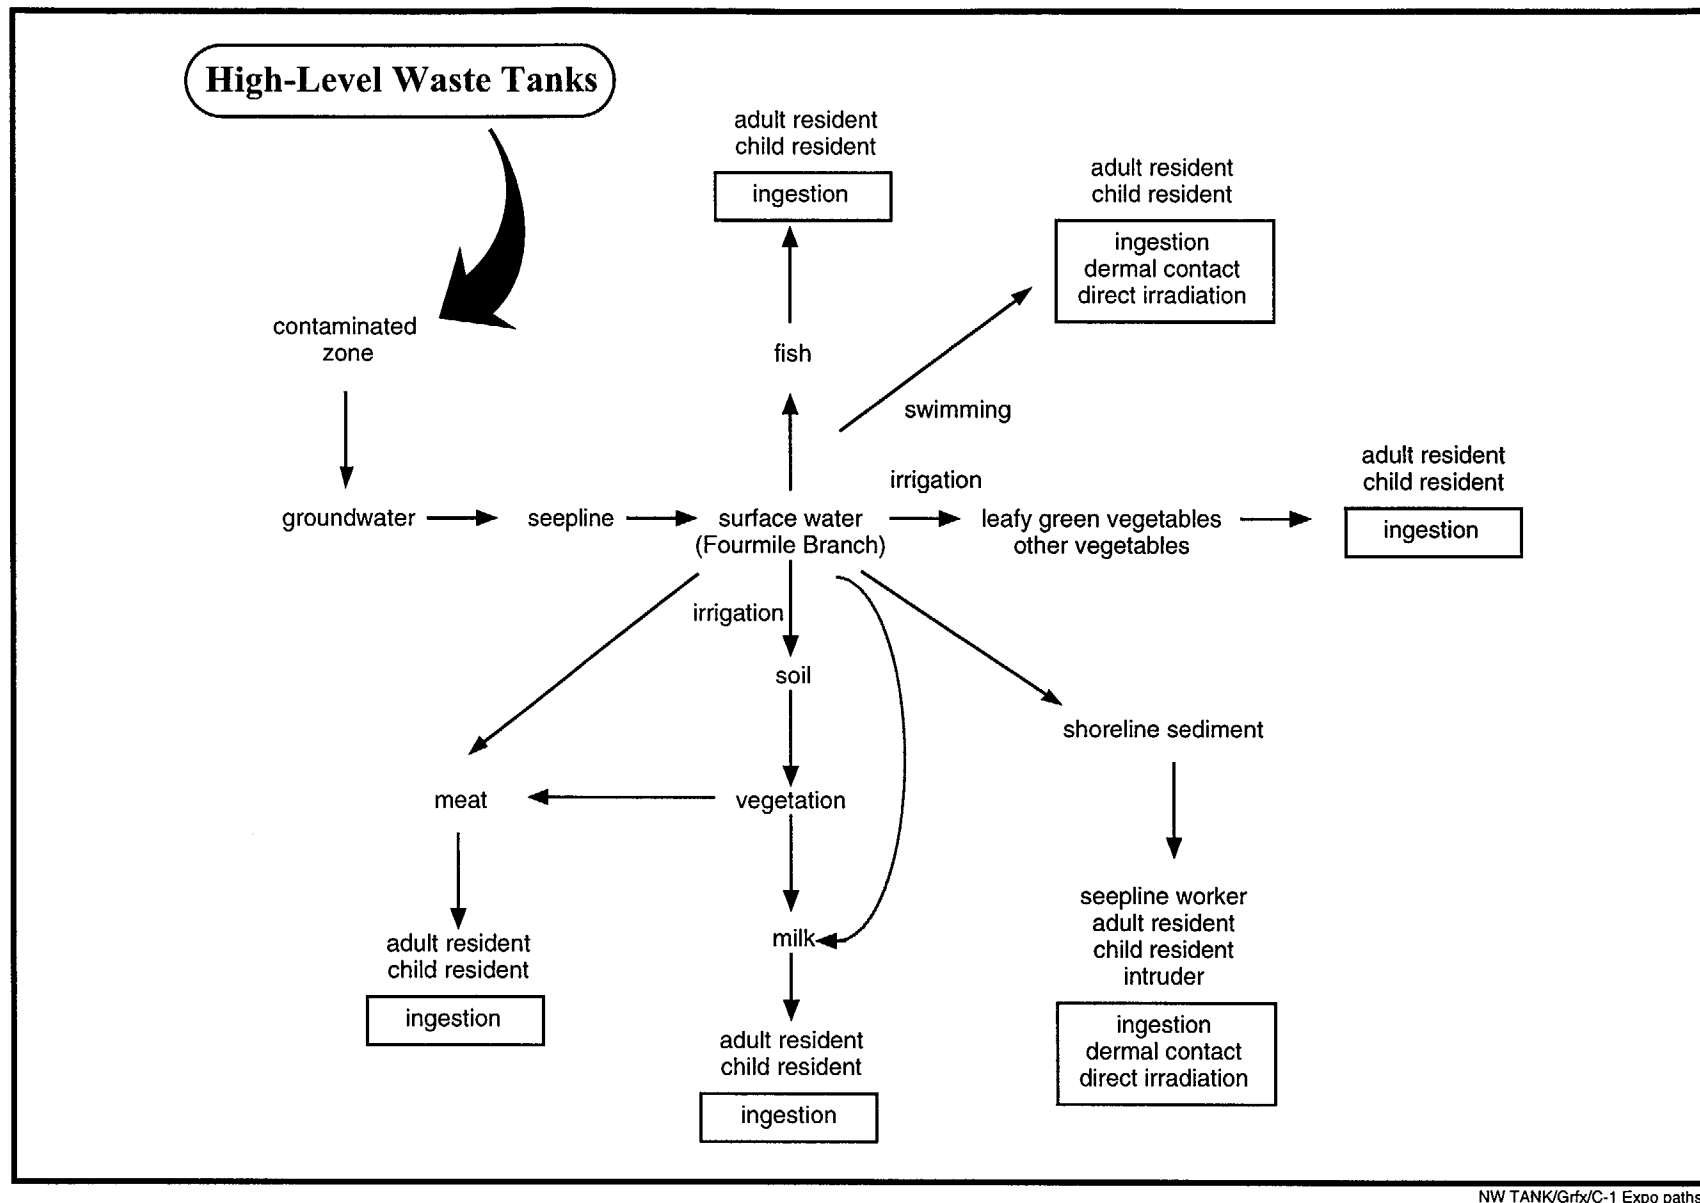 High-Level Waste Tanks
adult resident
child resident
ingestion
adult resident
child resident
ingestion
dermal contact
direct irradiation
contaminated
zone
fish
swimming
irrigation
adult resident
child resident
ingestion
groundwater
seepline
surface water
(Fourmile Branch)
leafy green vegetables
other vegetables
irrigation
soil
shoreline sediment
meat
vegetation
adult resident
child resident
ingestion
milk
adult resident
child resident
ingestion
seepline worker
adult resident
child resident
intruder
ingestion
dermal contact
direct irradiation
NW TANK/Grfx/C-1 Expo paths